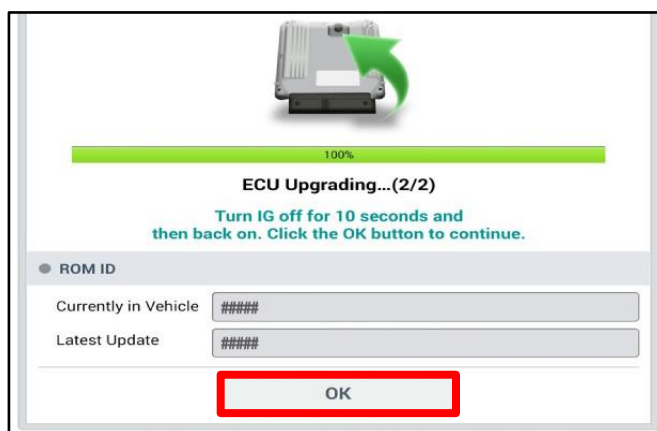 100%
ECU Upgrading...(2/2)
Turn IG off for 10 seconds and
then back on. Click the OK button to continue.
ROM ID
Currently in Vehicle #####
Latest Update #####
OK